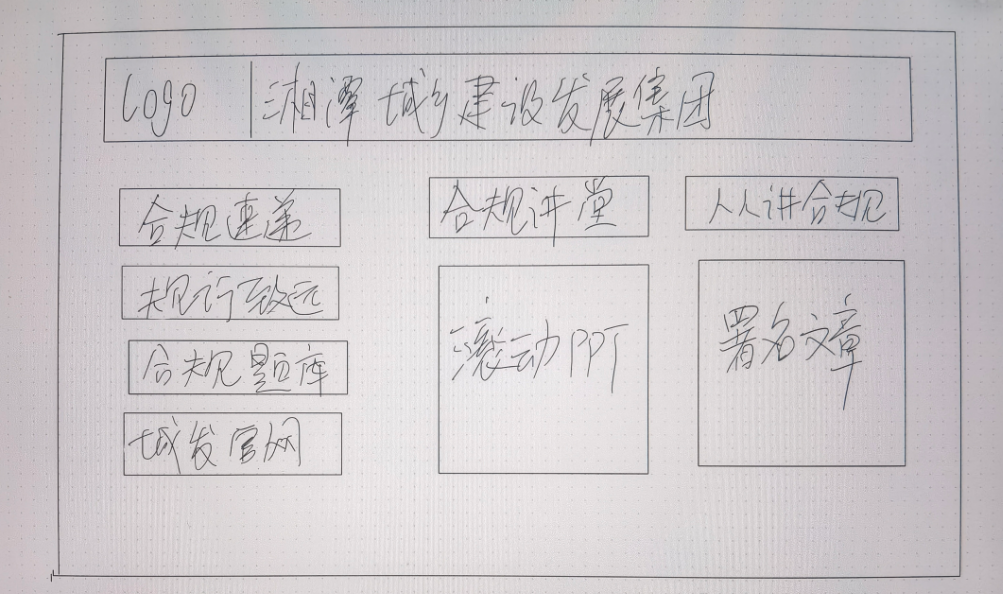 logo 湘潭城乡建设发展集团
合规速递
规行致远
合规题库
城发官网
合规讲堂
滚动PPT
人人讲合规
署名文章